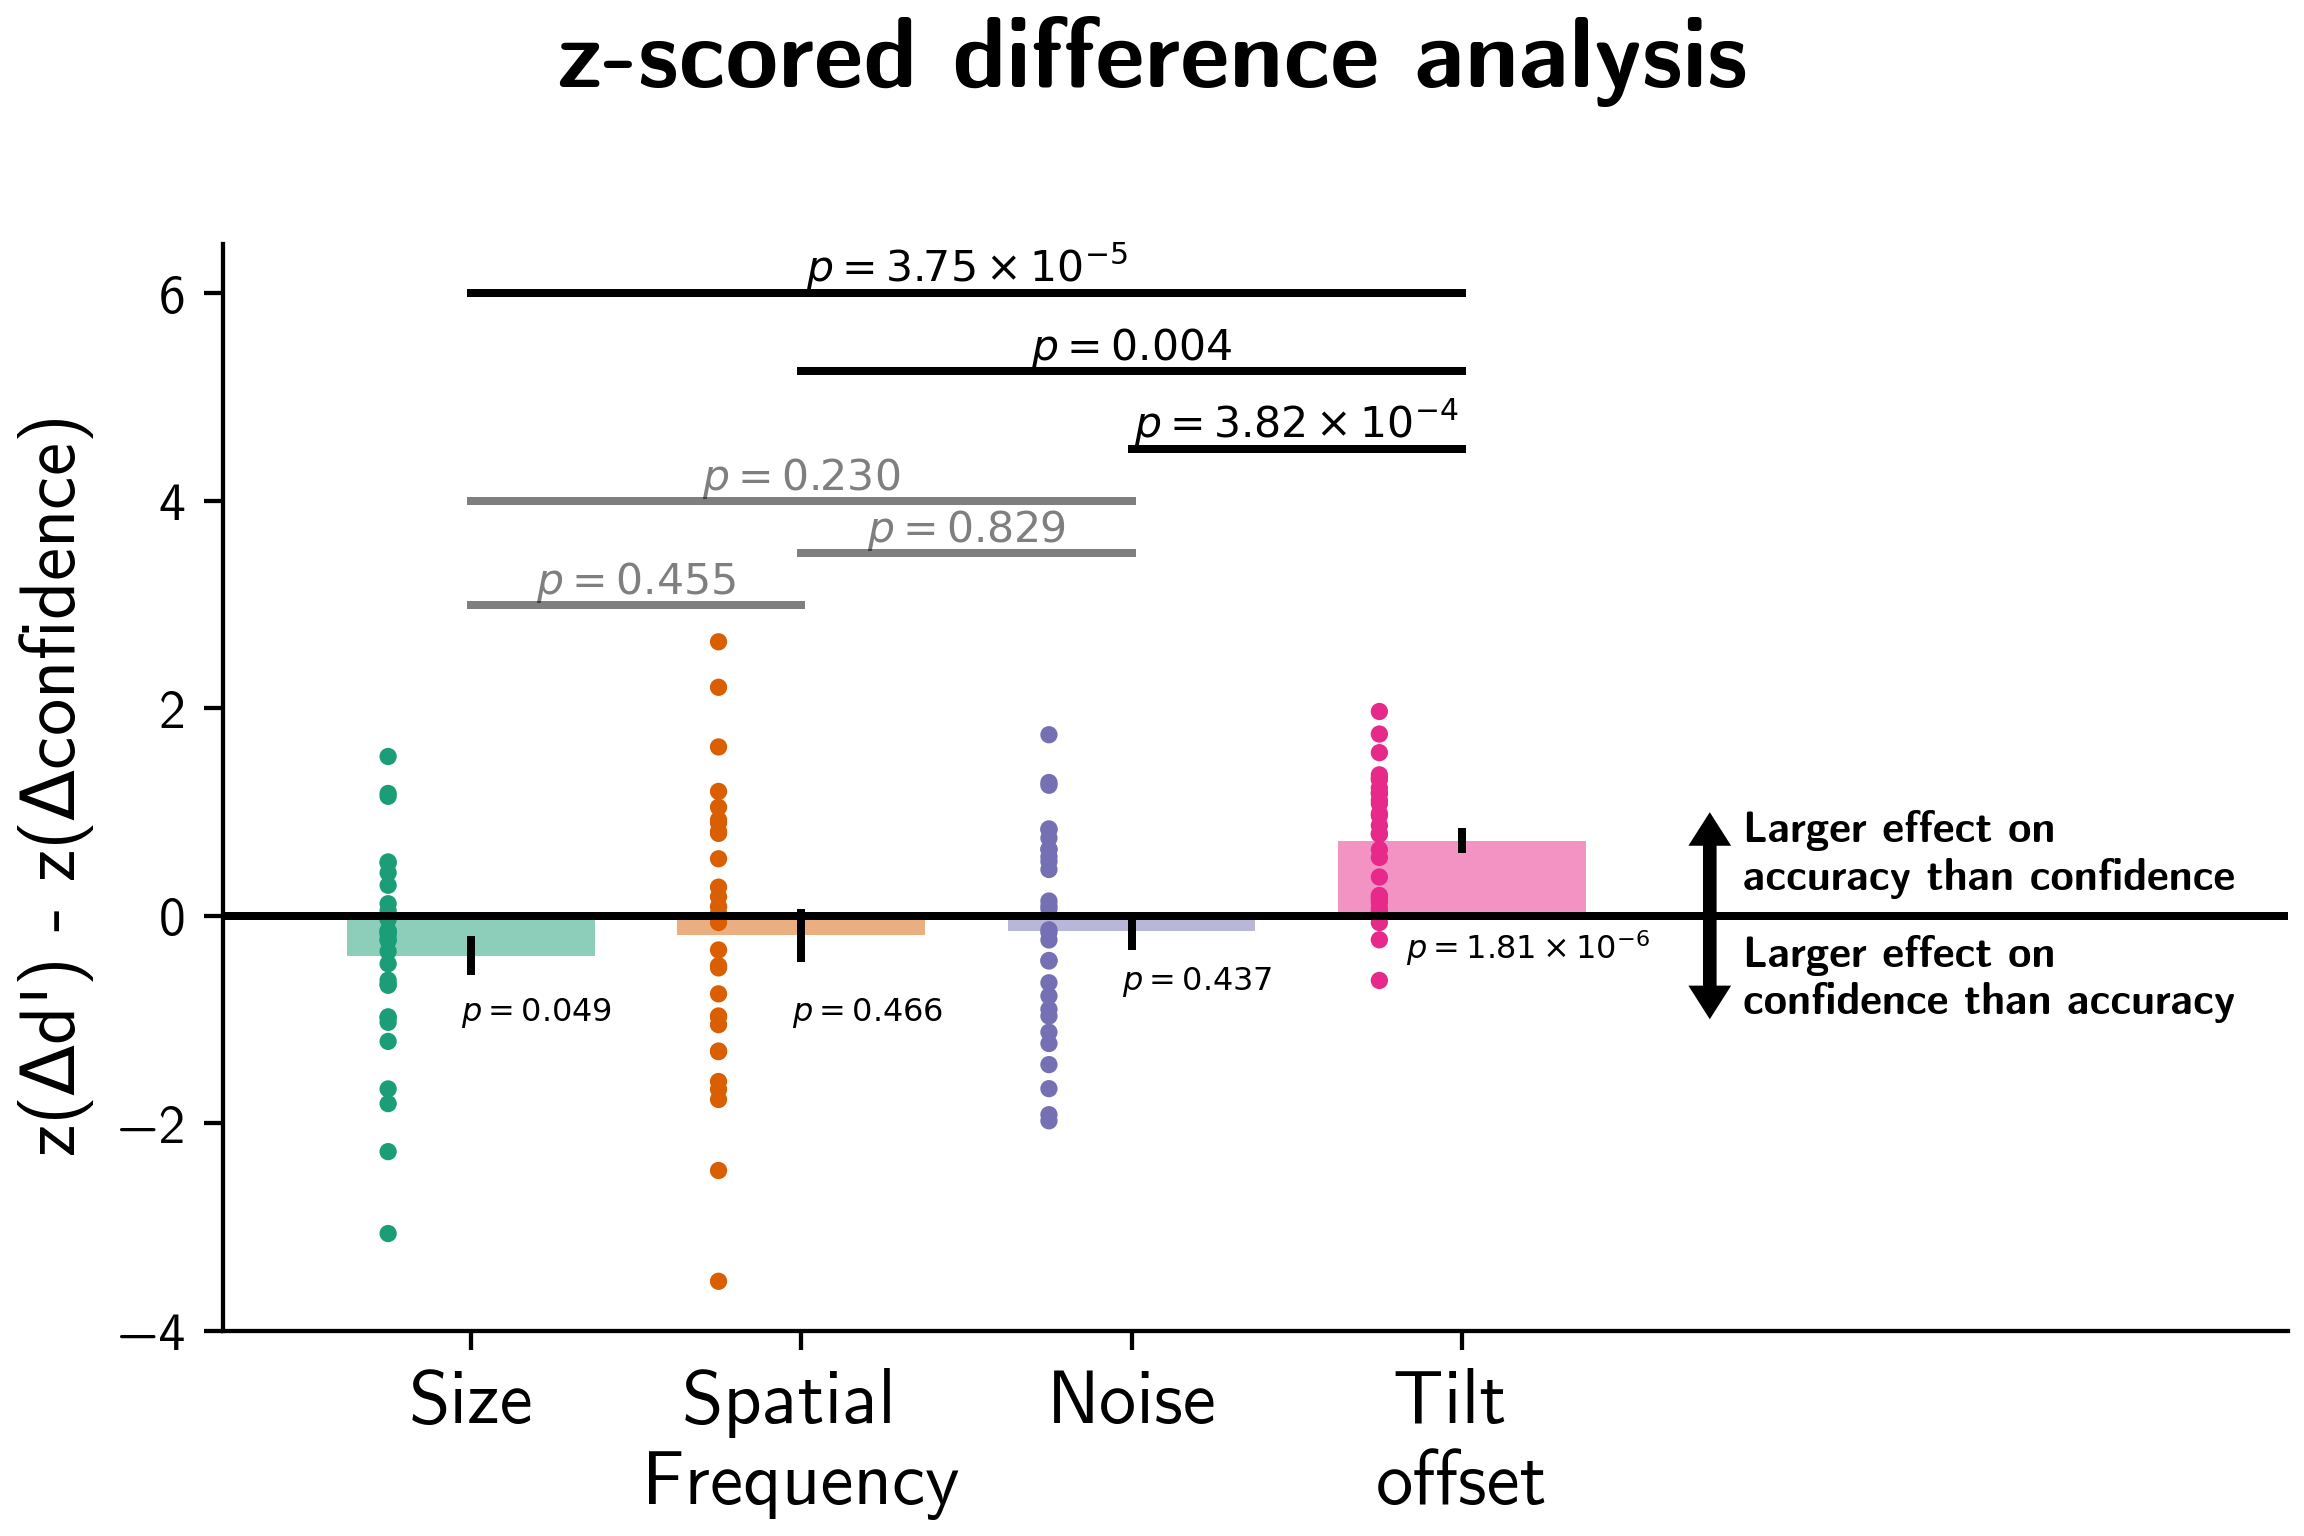 z-scored difference analysis
z(Δd') - z(Δconfidence)
6
4
2
0
−2
−4
p = 3.75 × 10⁻⁵
p = 0.004
p = 3.82 × 10⁻⁴
p = 0.230
p = 0.829
p = 0.455
p = 0.049
p = 0.466
p = 0.437
p = 1.81 × 10⁻⁶
Larger effect on
accuracy than confidence
Larger effect on
confidence than accuracy
Size
Spatial
Frequency
Noise
Tilt
offset